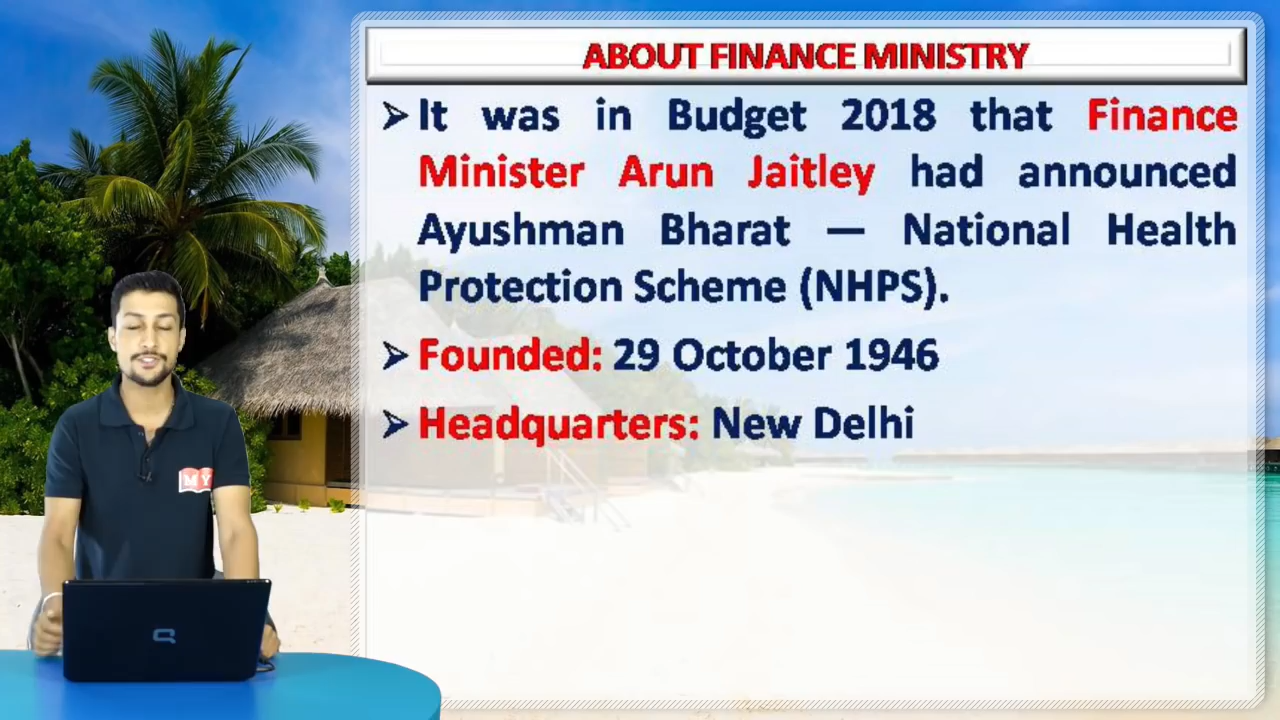 ABOUT FINANCE MINISTRY
➢It was in Budget 2018 that Finance
Minister Arun Jaitley had announced
Ayushman Bharat — National Health
Protection Scheme (NHPS).
➢Founded: 29 October 1946
➢Headquarters: New Delhi
MY